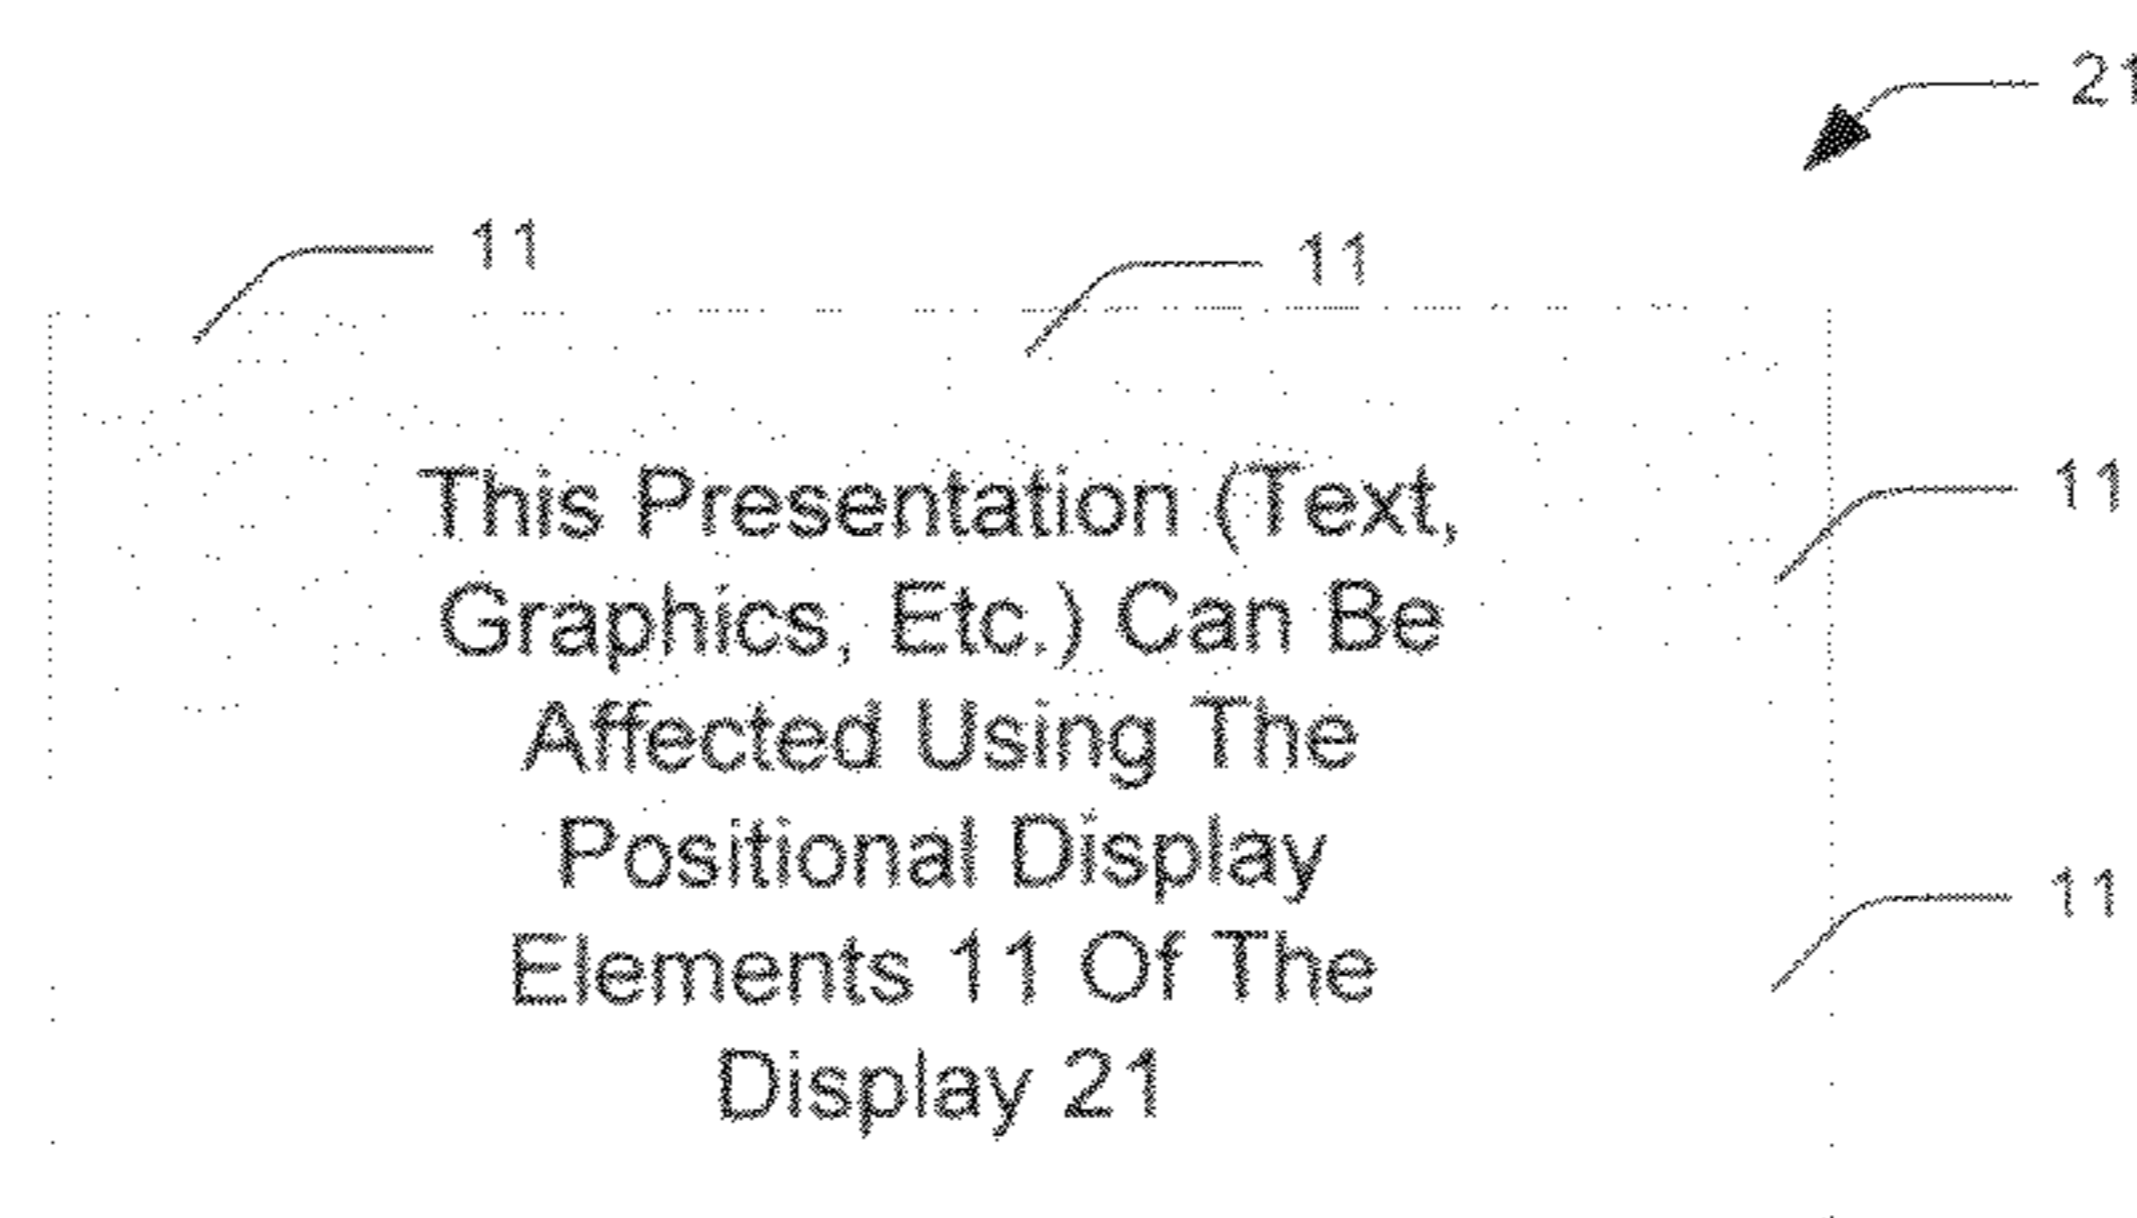 21
11
11
This Presentation (Text,
11
Graphics, Etc.) Can Be
Affected Using The
Positional Display
11
Elements 11 Of The
Display 21